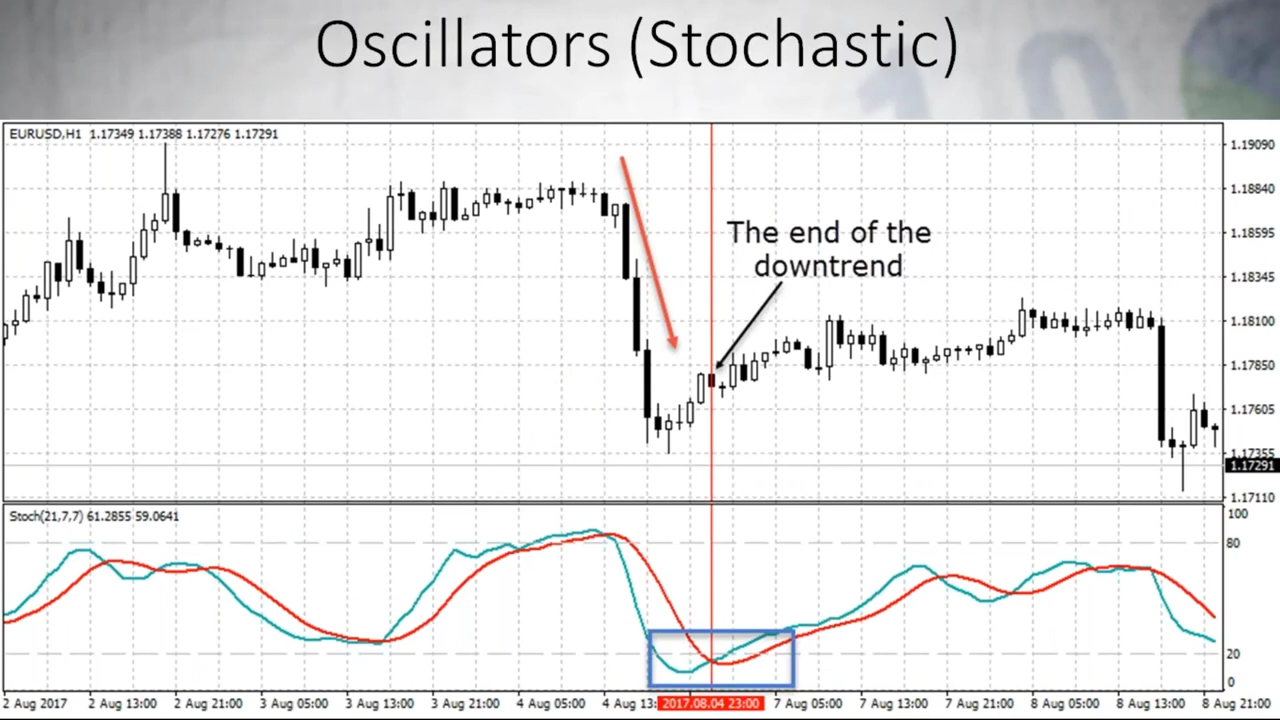 Oscillators (Stochastic)
EURUSD,H1 1.17349 1.17388 1.17276 1.17291
1.19090
1.18840
1.18595
1.18345
1.18100
1.17850
1.17605
1.17355
1.17291
1.17110
The end of the
downtrend
Stoch(21,7,7) 61.2855 59.0641
100
80
20
0
2 Aug 2017 2 Aug 13:00 2 Aug 21:00 3 Aug 05:00 3 Aug 13:00 3 Aug 21:00 4 Aug 05:00 4 Aug 13: 2017.08.04 23:00 7 Aug 05:00 7 Aug 13:00 7 Aug 21:00 8 Aug 05:00 8 Aug 13:00 8 Aug 21:00